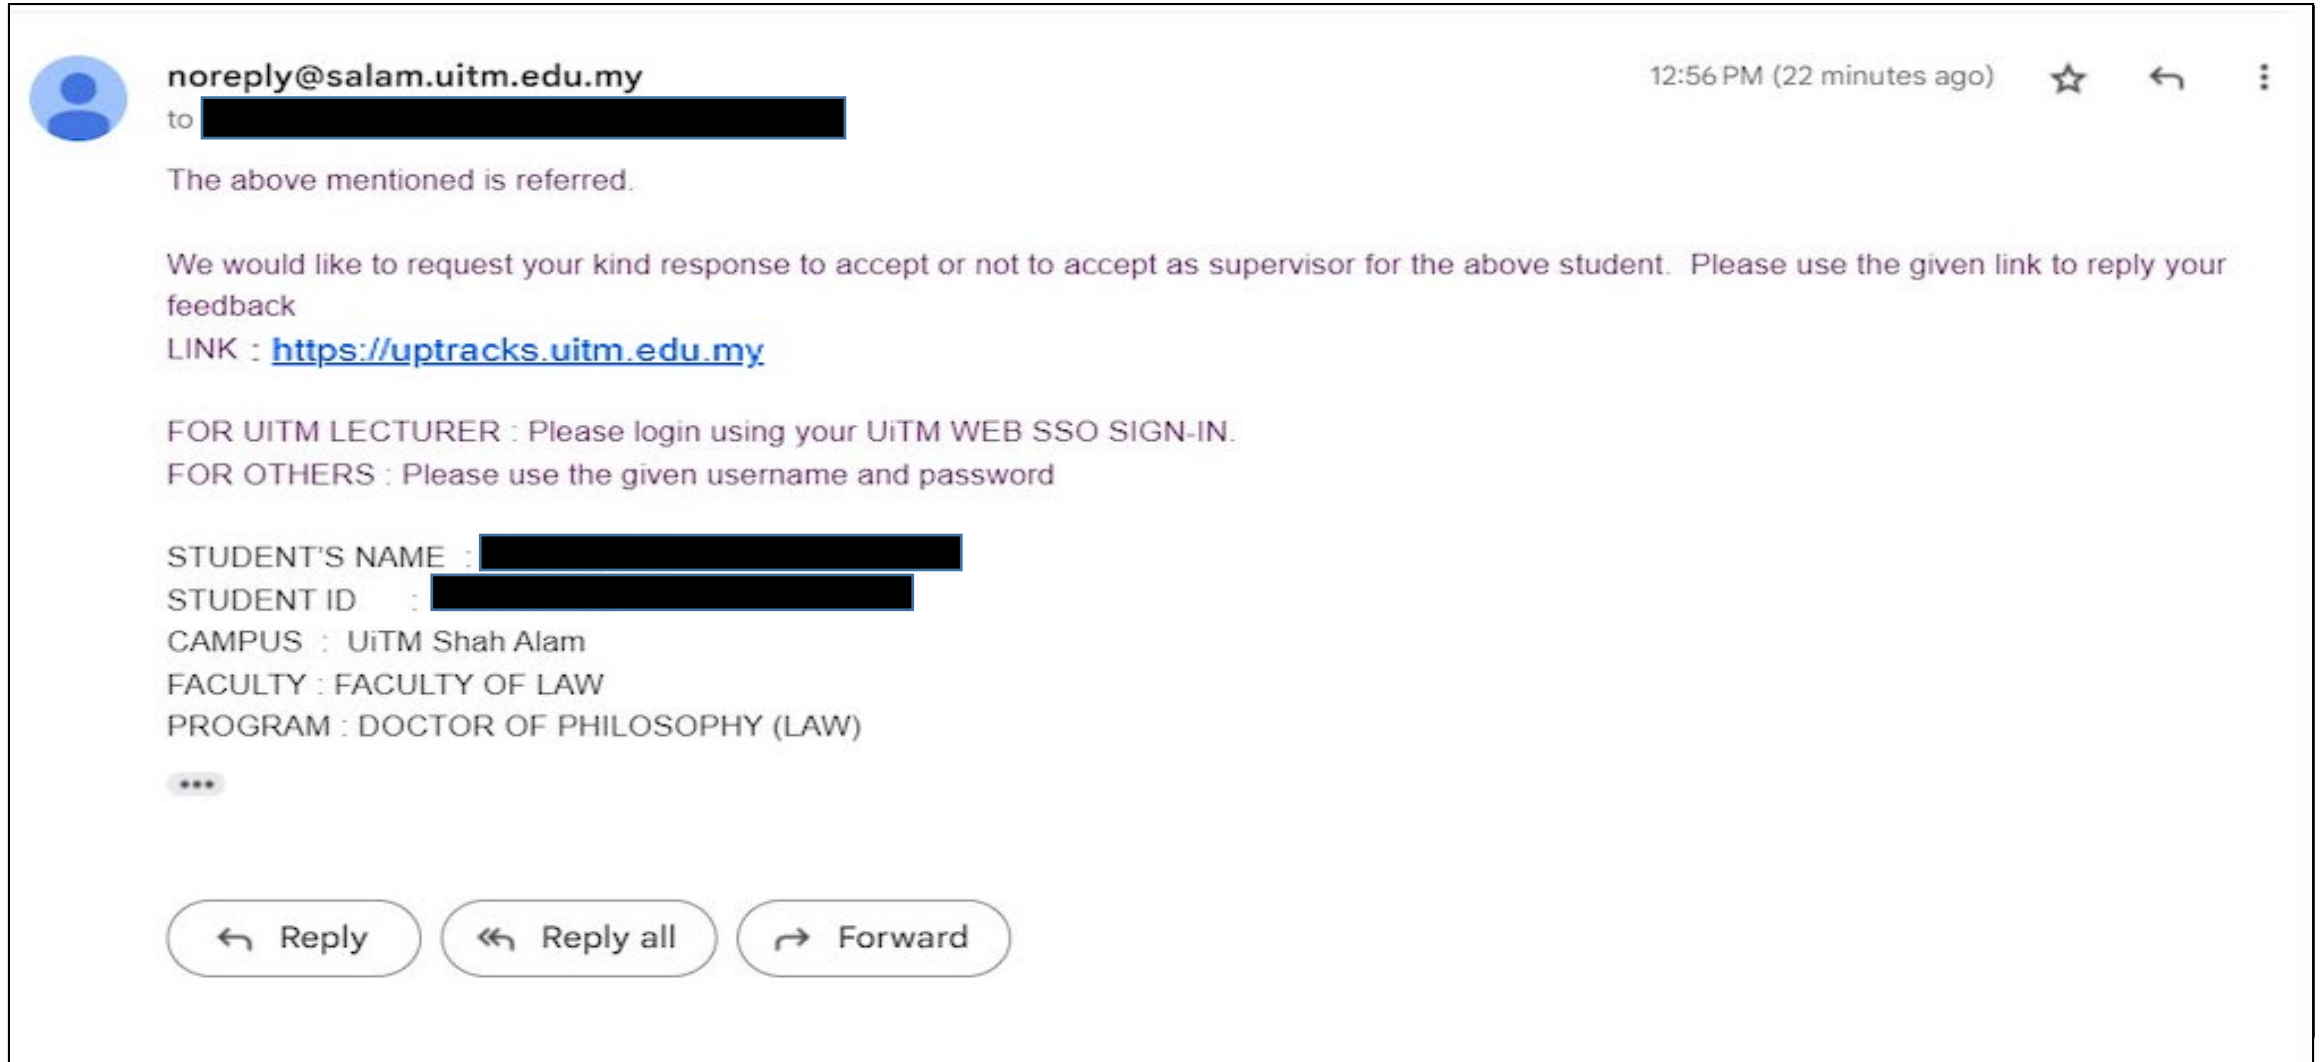 noreply@salam.uitm.edu.my
12:56 PM (22 minutes ago)
to
The above mentioned is referred.
We would like to request your kind response to accept or not to accept as supervisor for the above student.  Please use the given link to reply your
feedback
LINK : https://uptracks.uitm.edu.my
FOR UITM LECTURER : Please login using your UiTM WEB SSO SIGN-IN.
FOR OTHERS : Please use the given username and password
STUDENT'S NAME :
STUDENT ID :
CAMPUS : UiTM Shah Alam
FACULTY : FACULTY OF LAW
PROGRAM : DOCTOR OF PHILOSOPHY (LAW)
Reply
Reply all
Forward